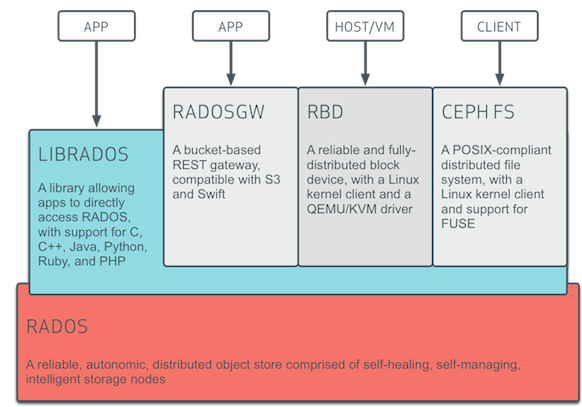 APP
APP
HOST/VM
CLIENT
RADOSGW
A bucket-based
REST gateway,
compatible with S3
and Swift
RBD
A reliable and fully-
distributed block
device, with a Linux
kernel client and a
QEMU/KVM driver
CEPH FS
A POSIX-compliant
distributed file
system, with a
Linux kernel client
and support for
FUSE
LIBRADOS
A library allowing
apps to directly
access RADOS,
with support for C,
C++, Java, Python,
Ruby, and PHP
RADOS
A reliable, autonomic, distributed object store comprised of self-healing, self-managing,
intelligent storage nodes